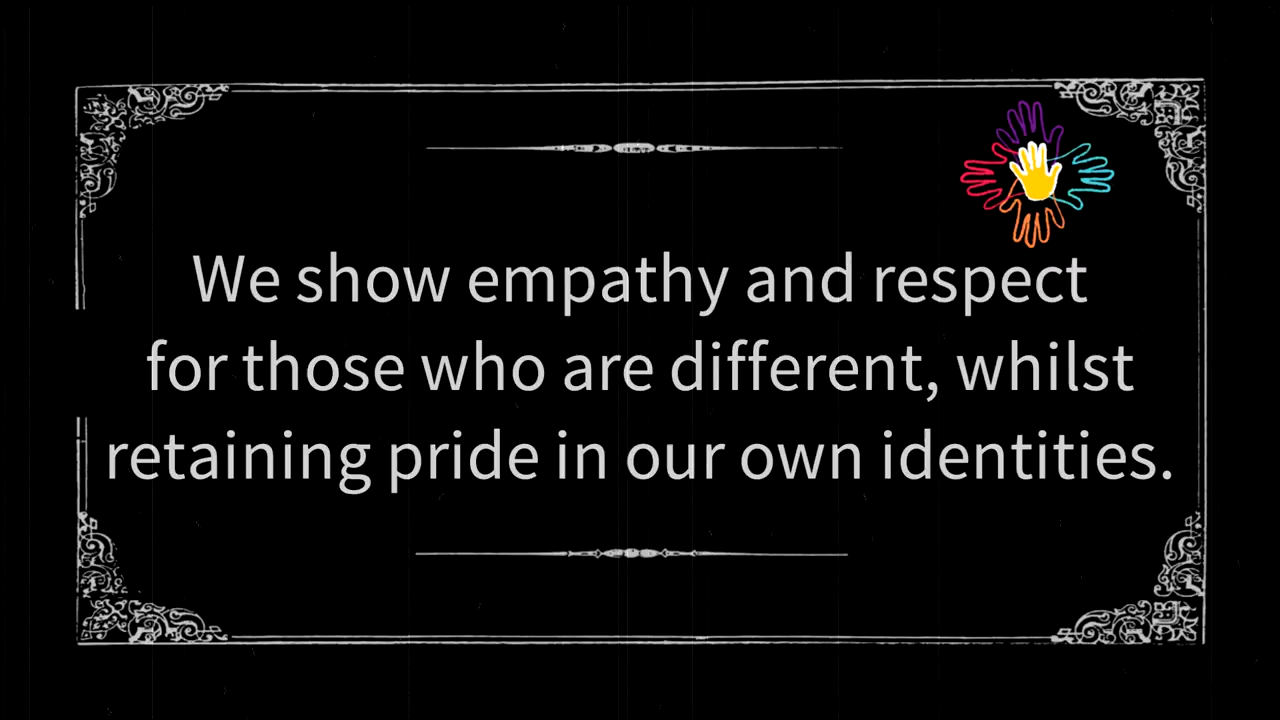 We show empathy and respect
for those who are different, whilst
retaining pride in our own identities.